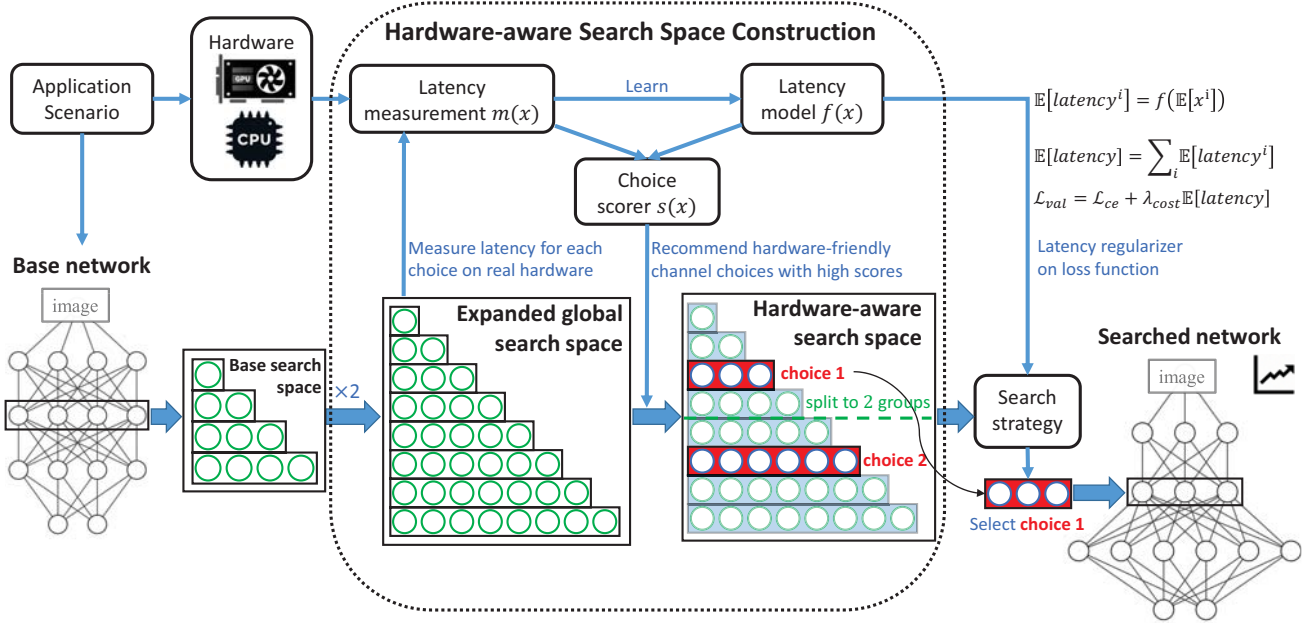 Hardware-aware Search Space Construction
Application
Scenario
Hardware
GPU
CPU
Latency
measurement m(x)
Learn
Latency
model f(x)
Choice
scorer s(x)
𝔼[latencyⁱ] = f(𝔼[xⁱ])
𝔼[latency] = ∑ᵢ 𝔼[latencyⁱ]
ℒ_val = ℒ_ce + λ_cost 𝔼[latency]
Measure latency for each
choice on real hardware
Recommend hardware-friendly
channel choices with high scores
Latency regularizer
on loss function
Base network
image
Base search
space
×2
Expanded global
search space
Hardware-aware
search space
choice 1
split to 2 groups
choice 2
Search
strategy
Select choice 1
Searched network
image